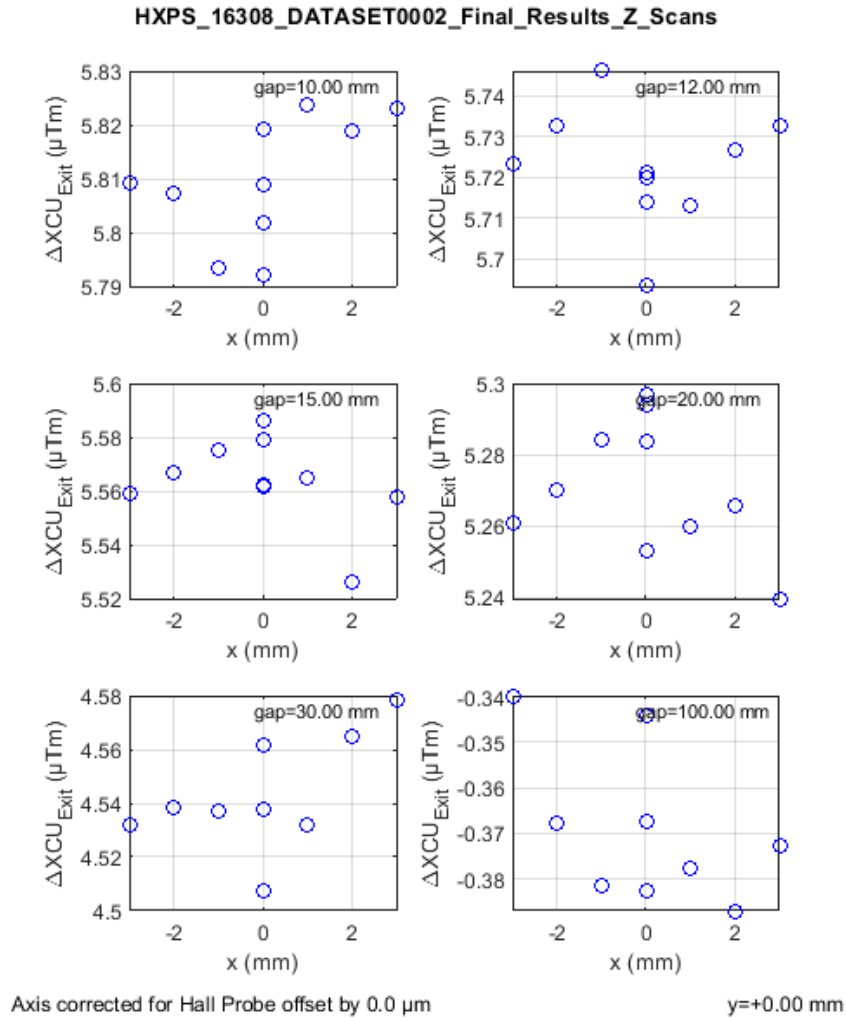 HXPS_16308_DATASET0002_Final_Results_Z_Scans
gap=10.00 mm
ΔXCU_Exit (µTm)
5.83
5.82
5.81
5.8
5.79
-2
0
2
x (mm)
gap=12.00 mm
ΔXCU_Exit (µTm)
5.74
5.73
5.72
5.71
5.7
-2
0
2
x (mm)
gap=15.00 mm
ΔXCU_Exit (µTm)
5.6
5.58
5.56
5.54
5.52
-2
0
2
x (mm)
gap=20.00 mm
ΔXCU_Exit (µTm)
5.3
5.28
5.26
5.24
-2
0
2
x (mm)
gap=30.00 mm
ΔXCU_Exit (µTm)
4.58
4.56
4.54
4.52
4.5
-2
0
2
x (mm)
gap=100.00 mm
ΔXCU_Exit (µTm)
-0.34
-0.35
-0.36
-0.37
-0.38
-2
0
2
x (mm)
Axis corrected for Hall Probe offset by 0.0 µm
y=+0.00 mm